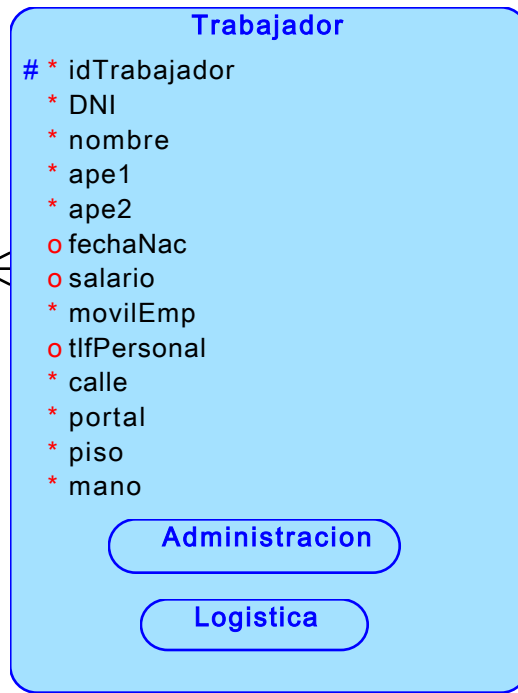 Trabajador
# * idTrabajador
* DNI
* nombre
* ape1
* ape2
o fechaNac
o salario
* movilEmp
o tlfPersonal
* calle
* portal
* piso
* mano
Administracion
Logistica